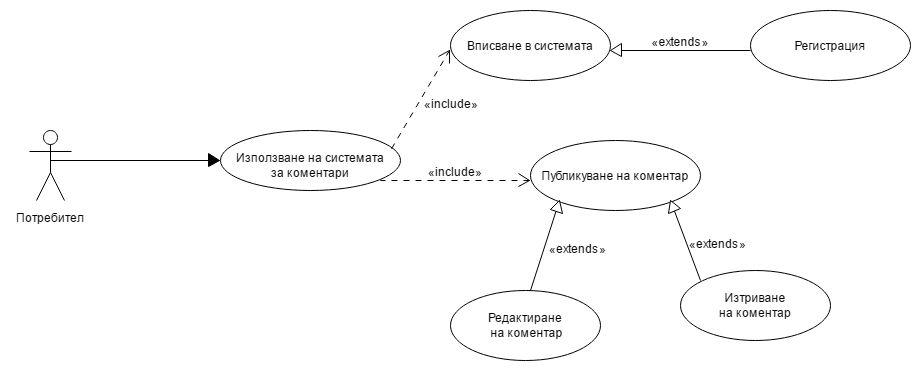 Вписване в системата
«extends»
Регистрация
«include»
Използване на системата
за коментари
«include»
Публикуване на коментар
Потребител
«extends»
«extends»
Редактиране
на коментар
Изтриване
на коментар